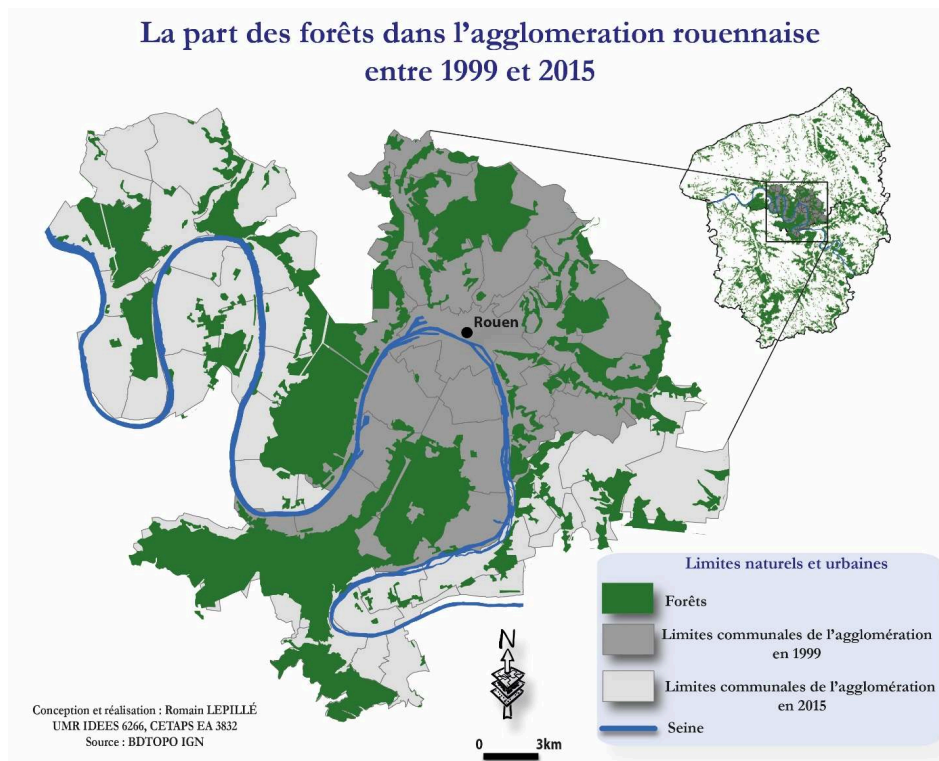 La part des forêts dans l'agglomeration rouennaise
entre 1999 et 2015
Rouen
Limites naturels et urbaines
Forêts
Limites communales de l'agglomération
en 1999
Limites communales de l'agglomération
en 2015
Seine
N
0 3km
Conception et réalisation : Romain LEPILLÉ
UMR IDEES 6266, CETAPS EA 3832
Source : BDTOPO IGN